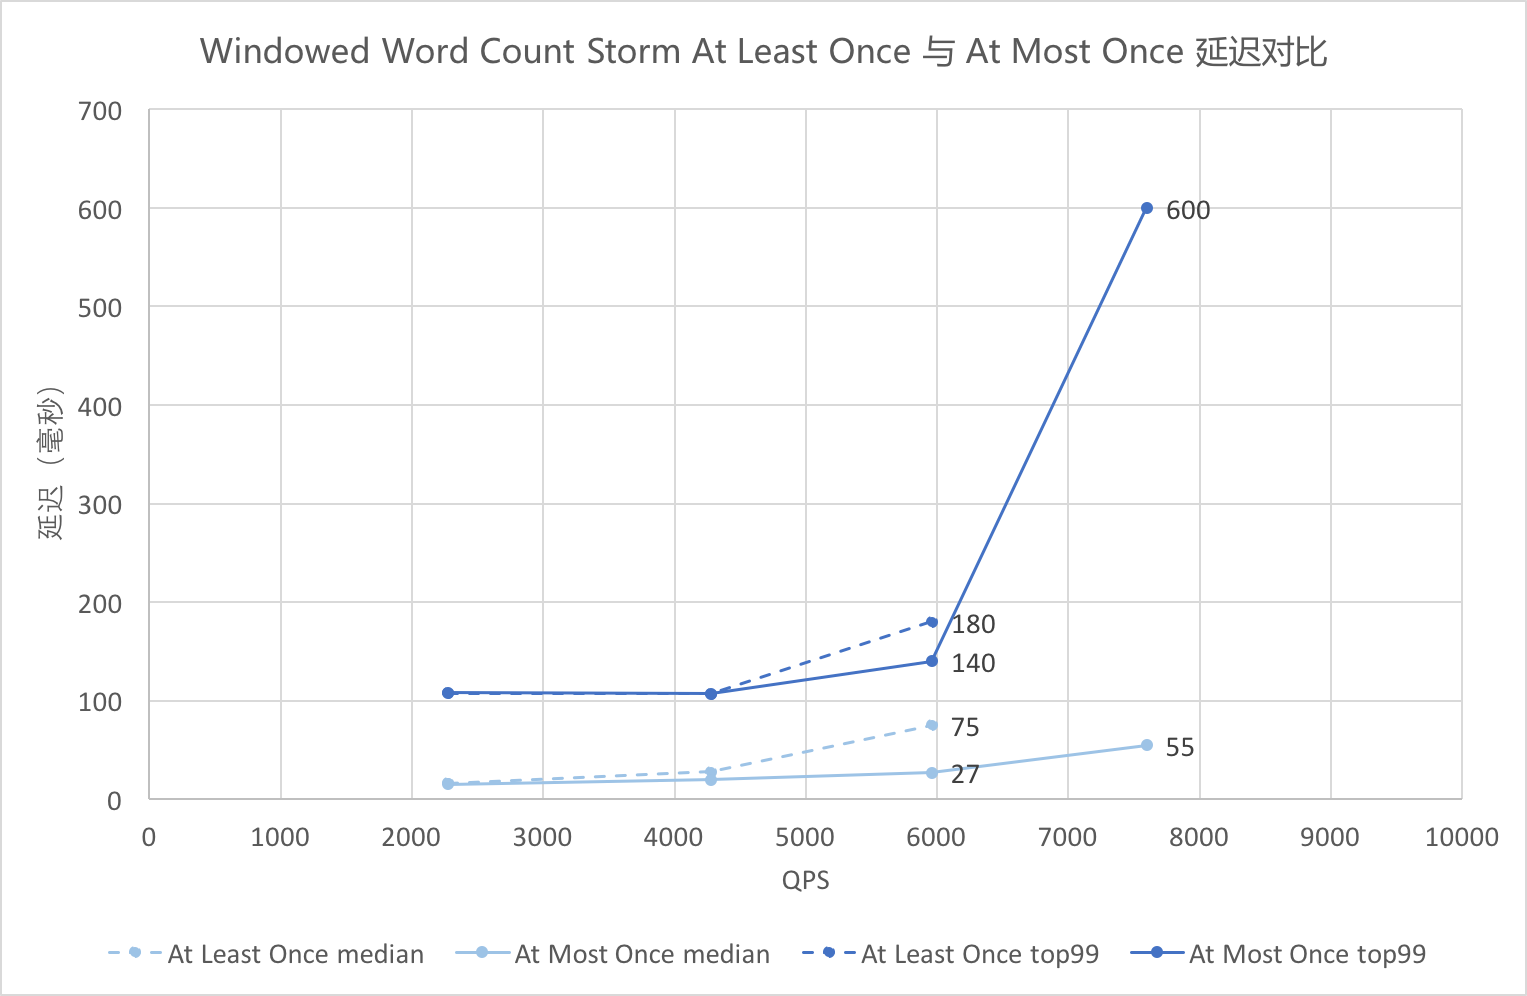 Windowed Word Count Storm At Least Once 与 At Most Once 延迟对比
700
600
500
400
300
200
100
0
延迟（毫秒）
600
180
140
75
27
55
0 1000 2000 3000 4000 5000 6000 7000 8000 9000 10000
QPS
At Least Once median At Most Once median At Least Once top99 At Most Once top99